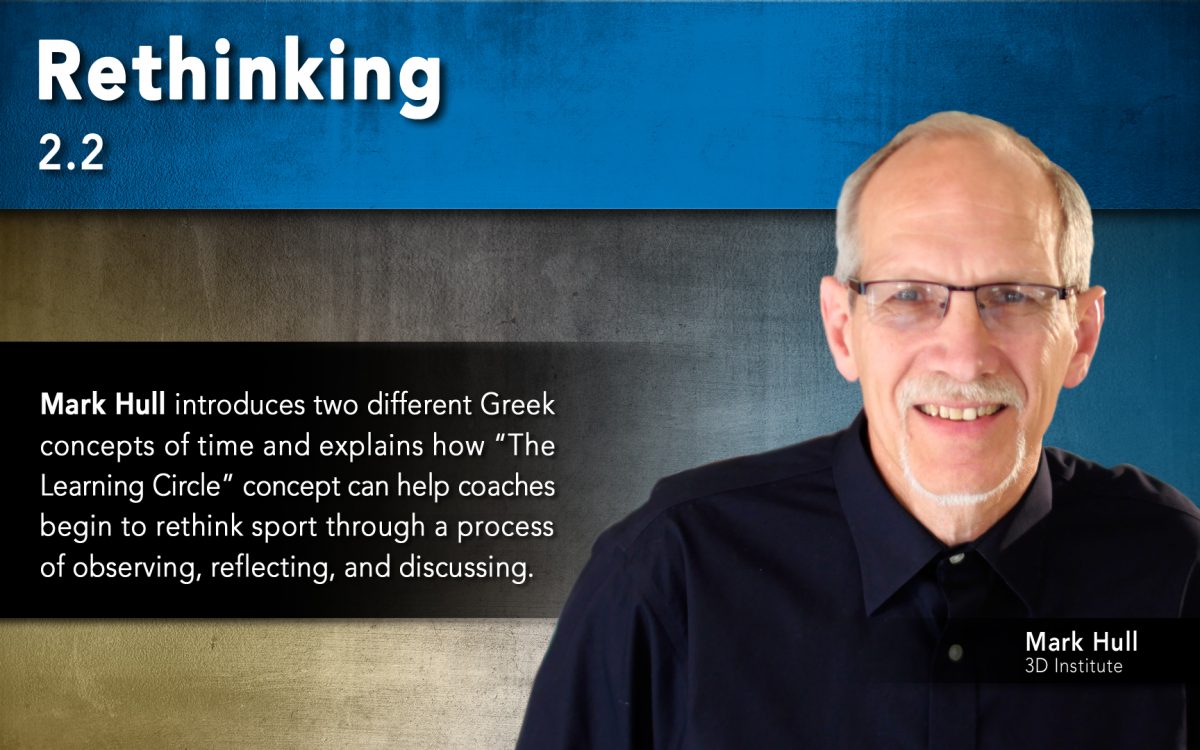 Rethinking
2.2
Mark Hull introduces two different Greek
concepts of time and explains how “The
Learning Circle” concept can help coaches
begin to rethink sport through a process
of observing, reflecting, and discussing.
Mark Hull
3D Institute